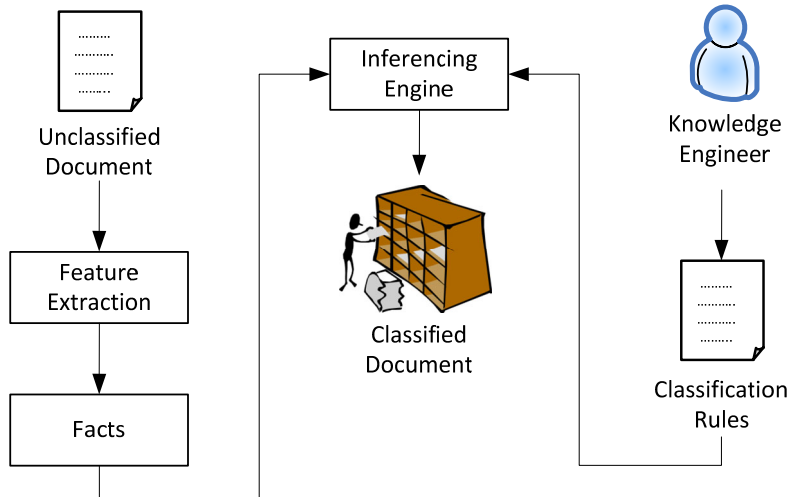 Unclassified
Document
Feature
Extraction
Facts
Inferencing
Engine
Classified
Document
Knowledge
Engineer
Classification
Rules